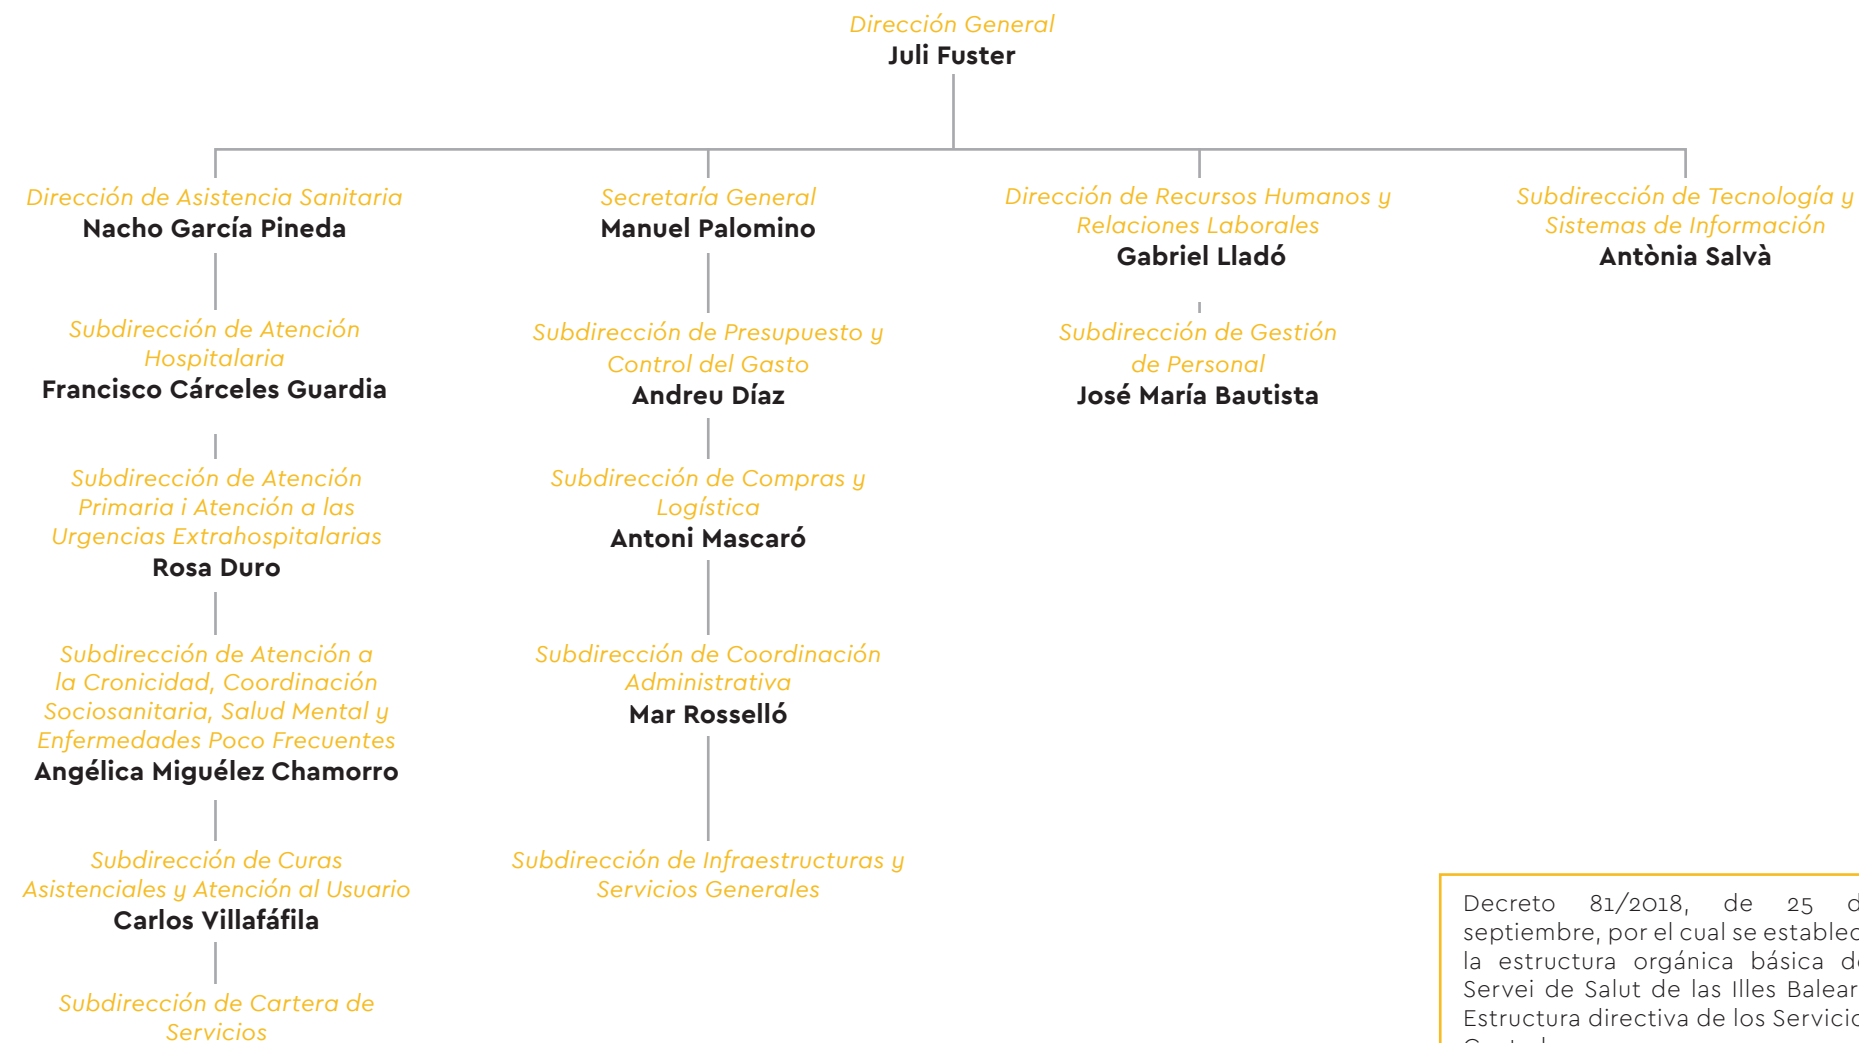 Dirección General
Juli Fuster
Dirección de Asistencia Sanitaria
Nacho García Pineda
Subdirección de Atención
Hospitalaria
Francisco Cárceles Guardia
Subdirección de Atención
Primaria i Atención a las
Urgencias Extrahospitalarias
Rosa Duro
Subdirección de Atención a
la Cronicidad, Coordinación
Sociosanitaria, Salud Mental y
Enfermedades Poco Frecuentes
Angélica Miguélez Chamorro
Subdirección de Curas
Asistenciales y Atención al Usuario
Carlos Villafáfila
Subdirección de Cartera de
Servicios
Secretaría General
Manuel Palomino
Subdirección de Presupuesto y
Control del Gasto
Andreu Díaz
Subdirección de Compras y
Logística
Antoni Mascaró
Subdirección de Coordinación
Administrativa
Mar Rosselló
Subdirección de Infraestructuras y
Servicios Generales
Dirección de Recursos Humanos y
Relaciones Laborales
Gabriel Lladó
Subdirección de Gestión
de Personal
José María Bautista
Subdirección de Tecnología y
Sistemas de Información
Antònia Salvà
Decreto 81/2018, de 25
septiembre, por el cual se
la estructura orgánica básica
Servei de Salut de las Illes
Estructura directiva de los